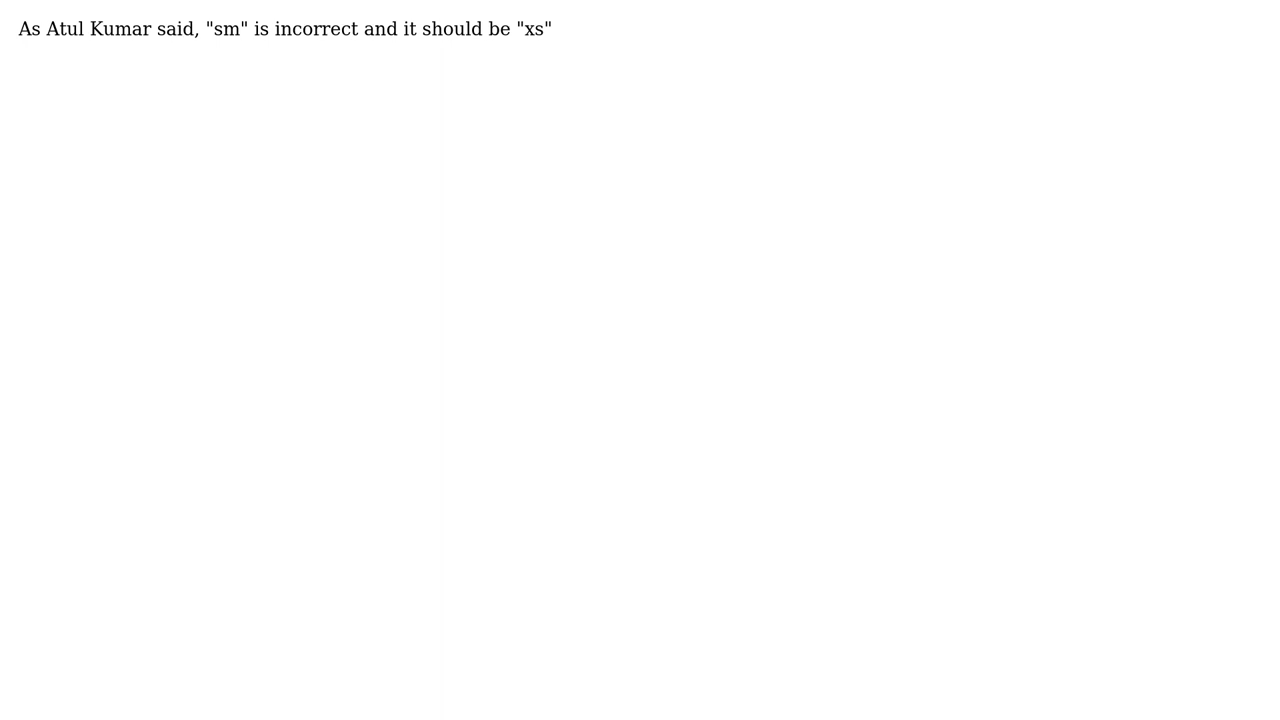 As Atul Kumar said, "sm" is incorrect and it should be "xs"